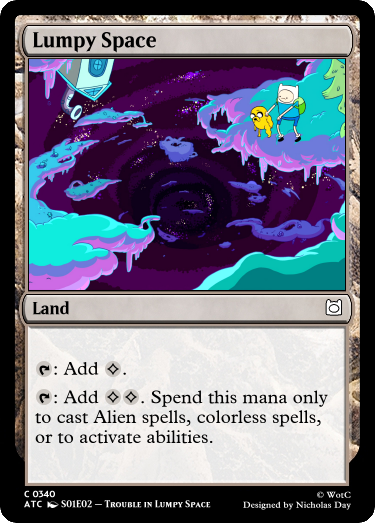 Lumpy Space
Land
: Add .
: Add . Spend this mana only
to cast Alien spells, colorless spells,
or to activate abilities.
C 0340
ATC S01E02 – Trouble in Lumpy Space
© WotC
Designed by Nicholas Day